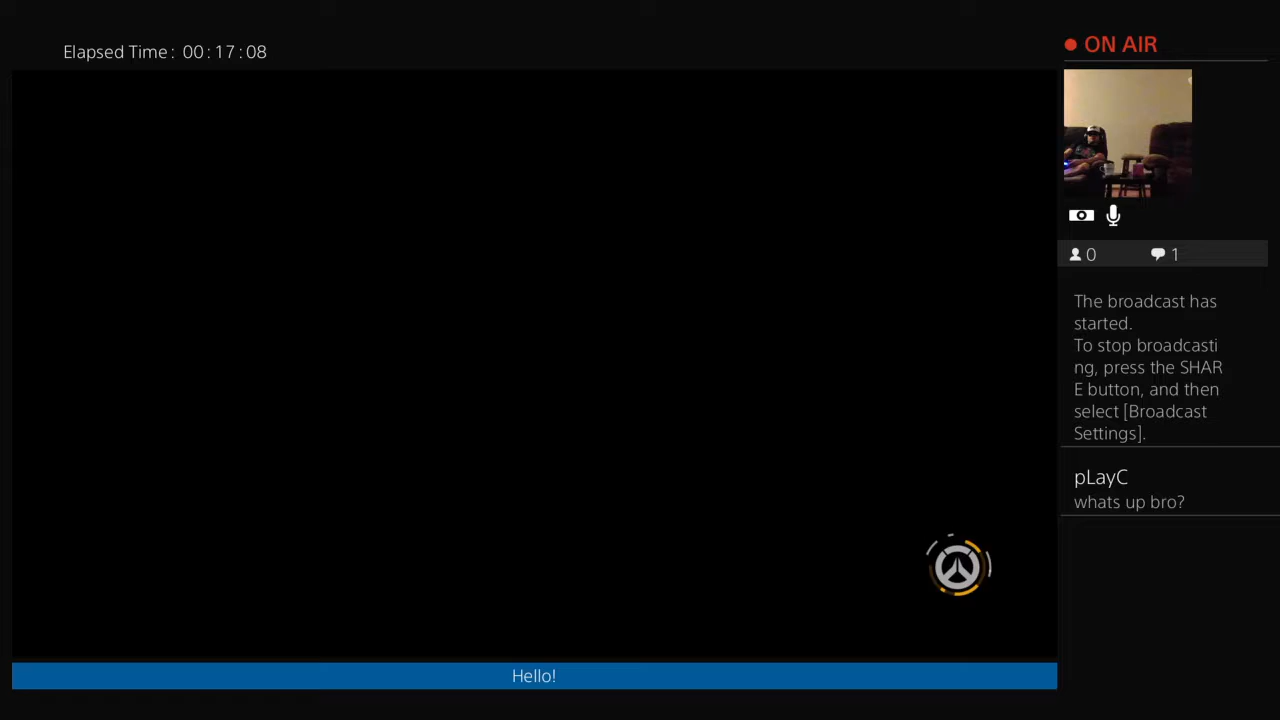 Elapsed Time: 00:17:08
ON AIR
0
1
The broadcast has
started.
To stop broadcasti
ng, press the SHAR
E button, and then
select [Broadcast
Settings].
pLayC
whats up bro?
Hello!